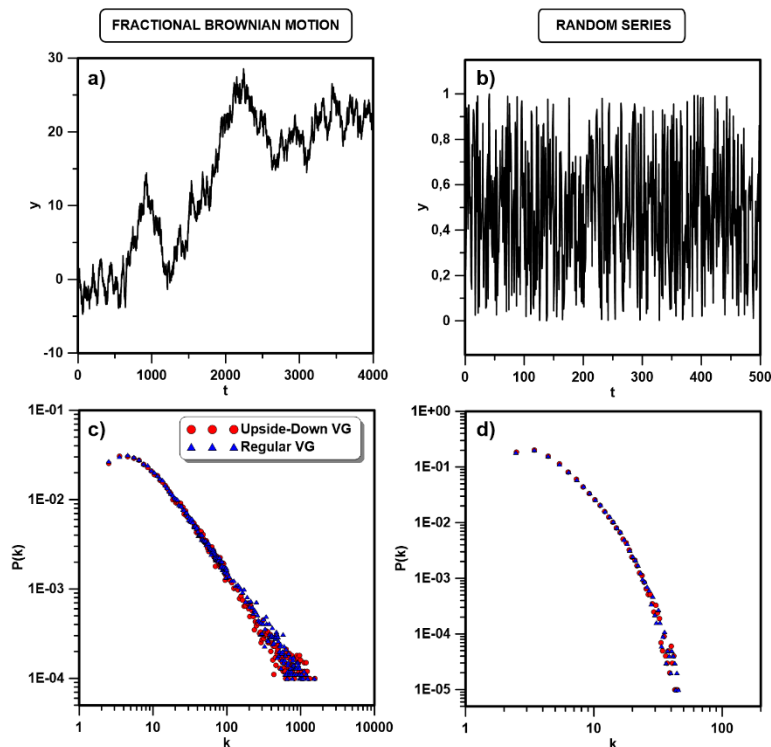 FRACTIONAL BROWNIAN MOTION
RANDOM SERIES
a)
30
20
10
0
-10
y
0 1000 2000 3000 4000
t
b)
1
0,8
0,6
0,4
0,2
0
y
0 100 200 300 400 500
t
c)
Upside-Down VG
Regular VG
1E-01
1E-02
1E-03
1E-04
P(k)
1 10 100 1000 10000
k
d)
1E+00
1E-01
1E-02
1E-03
1E-04
1E-05
P(k)
1 10 100
k